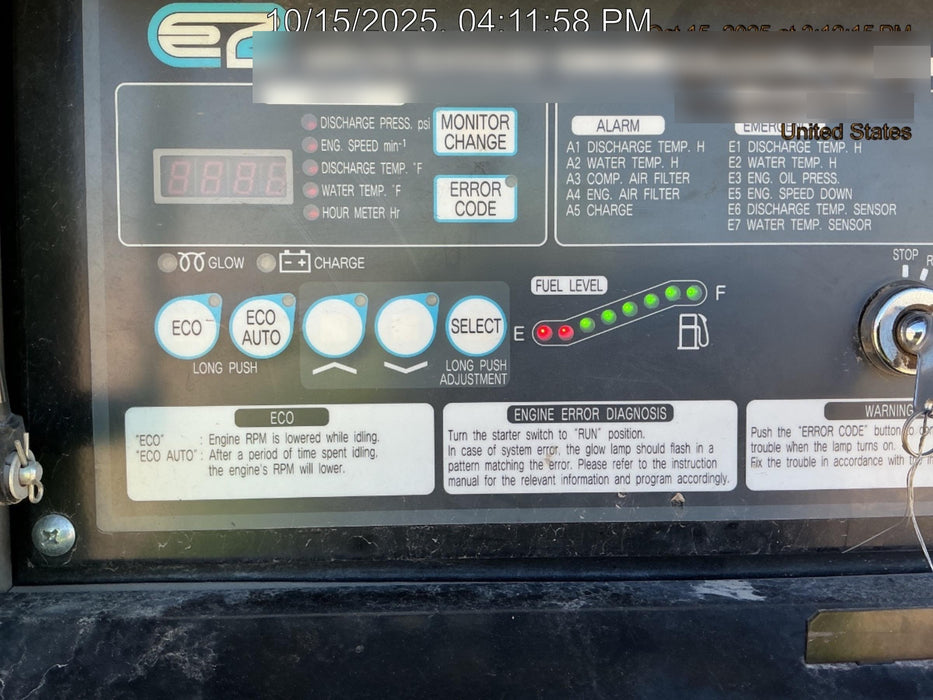 10/15/2025, 04:11:58 PM
United States
DISCHARGE PRESS. psi
ENG. SPEED min⁻¹
DISCHARGE TEMP. °F
WATER TEMP. °F
HOUR METER Hr
MONITOR
CHANGE
ERROR
CODE
ALARM
A1 DISCHARGE TEMP. H
A2 WATER TEMP. H
A3 COMP. AIR FILTER
A4 ENG. AIR FILTER
A5 CHARGE
E1 DISCHARGE TEMP. H
E2 WATER TEMP. H
E3 ENG. OIL PRESS.
E5 ENG. SPEED DOWN
E6 DISCHARGE TEMP. SENSOR
E7 WATER TEMP. SENSOR
GLOW
CHARGE
STOP
FUEL LEVEL
E
F
ECO
ECO
AUTO
SELECT
LONG PUSH
LONG PUSH
ADJUSTMENT
ECO
"ECO" : Engine RPM is lowered while idling.
"ECO AUTO" : After a period of time spent idling,
the engine's RPM will lower.
ENGINE ERROR DIAGNOSIS
Turn the starter switch to "RUN" position.
In case of system error, the glow lamp should flash in a
pattern matching the error. Please refer to the instruction
manual for the relevant information and program accordingly.
WARNING
Push the "ERROR CODE" button to
trouble when the lamp turns on.
Fix the trouble in accordance with